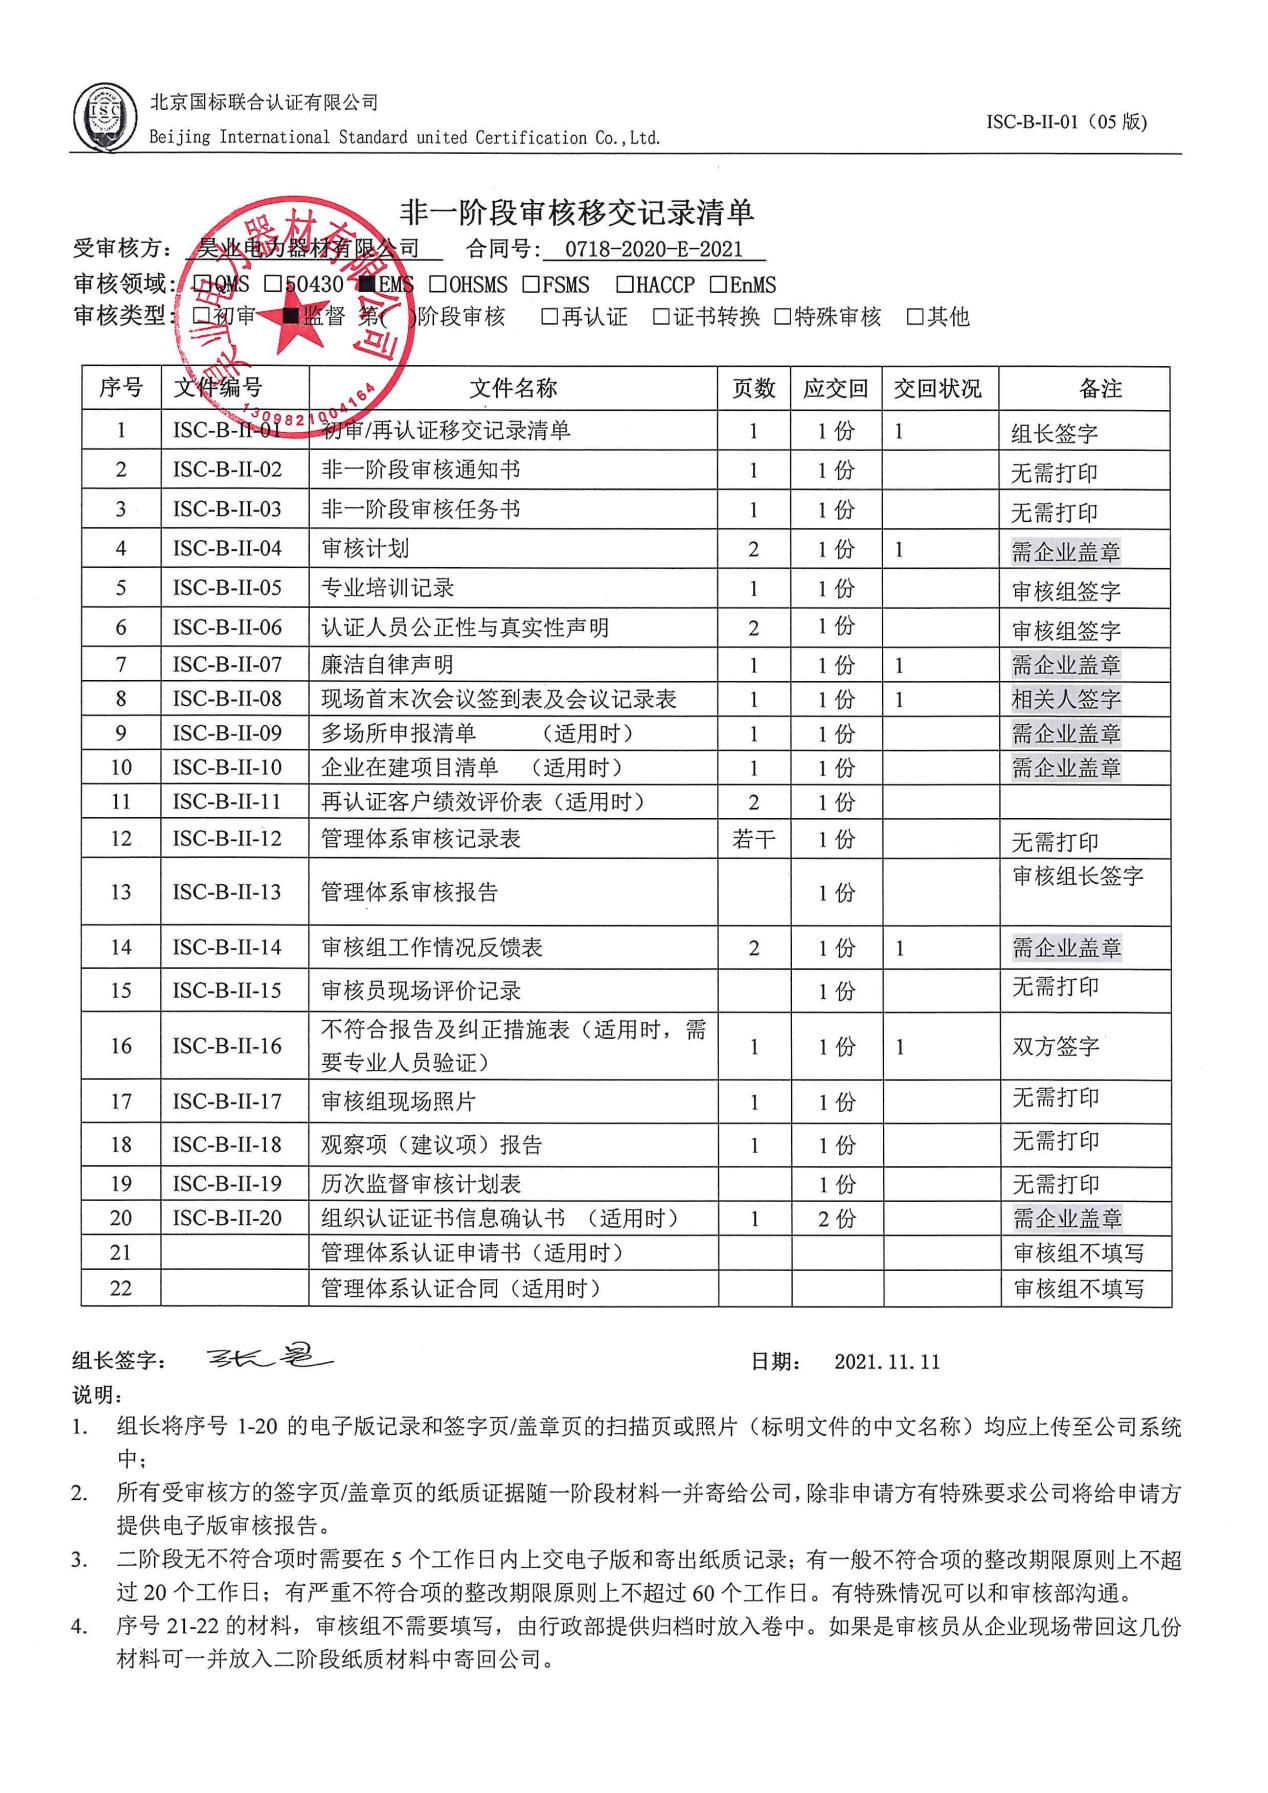 ISC
北京国标联合认证有限公司
Beijing International Standard united Certification Co.,Ltd.
ISC-B-II-01（05 版)
非一阶段审核移交记录清单
受审核方： 昊业电力器材有限公司 合同号： 0718-2020-E-2021
审核领域：□QMS □50430 ■EMS □OHSMS □FSMS □HACCP □EnMS
审核类型：□初审 ■监督 第( )阶段审核 □再认证 □证书转换 □特殊审核 □其他
昊业电力器材有限公司
1309821004164
序号 文件编号 文件名称 页数 应交回 交回状况 备注
1 ISC-B-II-01 初审/再认证移交记录清单 1 1 份 1 组长签字
2 ISC-B-II-02 非一阶段审核通知书 1 1 份 无需打印
3 ISC-B-II-03 非一阶段审核任务书 1 1 份 无需打印
4 ISC-B-II-04 审核计划 2 1 份 1 需企业盖章
5 ISC-B-II-05 专业培训记录 1 1 份 审核组签字
6 ISC-B-II-06 认证人员公正性与真实性声明 2 1 份 审核组签字
7 ISC-B-II-07 廉洁自律声明 1 1 份 1 需企业盖章
8 ISC-B-II-08 现场首末次会议签到表及会议记录表 1 1 份 1 相关人签字
9 ISC-B-II-09 多场所申报清单 （适用时） 1 1 份 需企业盖章
10 ISC-B-II-10 企业在建项目清单 （适用时） 1 1 份 需企业盖章
11 ISC-B-II-11 再认证客户绩效评价表（适用时） 2 1 份
12 ISC-B-II-12 管理体系审核记录表 若干 1 份 无需打印
13 ISC-B-II-13 管理体系审核报告 1 份 审核组长签字
14 ISC-B-II-14 审核组工作情况反馈表 2 1 份 1 需企业盖章
15 ISC-B-II-15 审核员现场评价记录 1 份 无需打印
16 ISC-B-II-16 不符合报告及纠正措施表（适用时，需
要专业人员验证） 1 1 份 1 双方签字
17 ISC-B-II-17 审核组现场照片 1 1 份 无需打印
18 ISC-B-II-18 观察项（建议项）报告 1 1 份 无需打印
19 ISC-B-II-19 历次监督审核计划表 1 份 无需打印
20 ISC-B-II-20 组织认证证书信息确认书 （适用时） 1 2 份 需企业盖章
21 管理体系认证申请书（适用时） 审核组不填写
22 管理体系认证合同（适用时） 审核组不填写
组长签字： 日期： 2021.11.11
说明：
1. 组长将序号 1-20 的电子版记录和签字页/盖章页的扫描页或照片（标明文件的中文名称）均应上传至公司系统
中；
2. 所有受审核方的签字页/盖章页的纸质证据随一阶段材料一并寄给公司，除非申请方有特殊要求公司将给申请方
提供电子版审核报告。
3. 二阶段无不符合项时需要在 5 个工作日内上交电子版和寄出纸质记录；有一般不符合项的整改期限原则上不超
过 20 个工作日；有严重不符合项的整改期限原则上不超过 60 个工作日。有特殊情况可以和审核部沟通。
4. 序号 21-22 的材料，审核组不需要填写，由行政部提供归档时放入卷中。如果是审核员从企业现场带回这几份
材料可一并放入二阶段纸质材料中寄回公司。